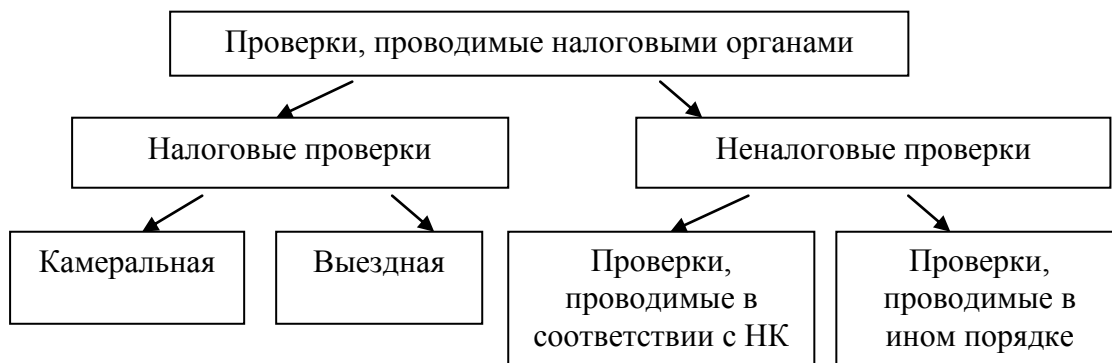 Проверки, проводимые налоговыми органами
Налоговые проверки
Неналоговые проверки
Камеральная
Выездная
Проверки,
проводимые в
соответствии с НК
Проверки,
проводимые в
ином порядке